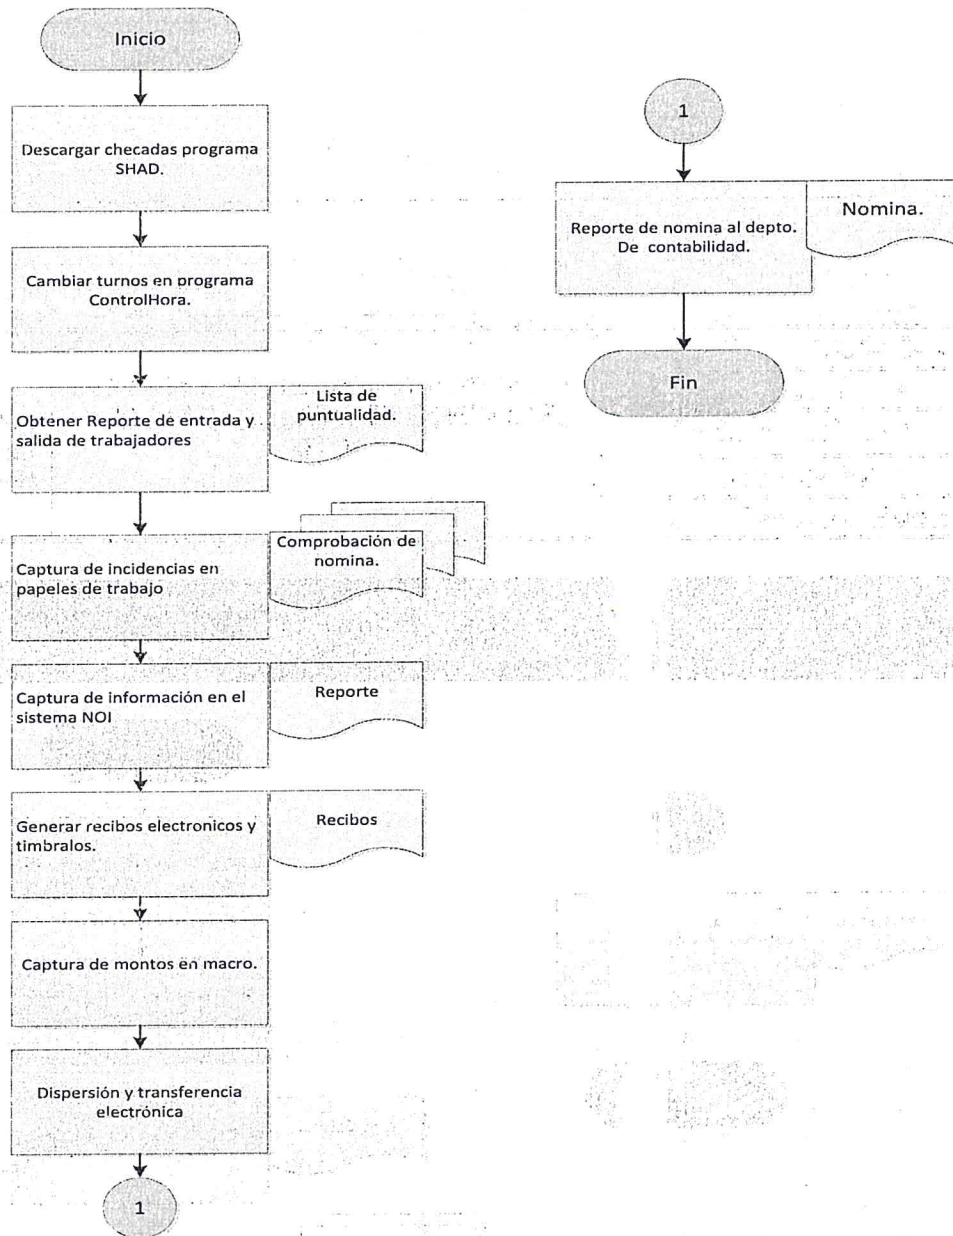 Inicio
Descargar checadas programa
SHAD.
Cambiar turnos en programa
ControlHora.
Obtener Reporte de entrada y
salida de trabajadores
Lista de
puntualidad.
Captura de incidencias en
papeles de trabajo
Comprobación de
nomina.
Captura de información en el
sistema NOI
Reporte
Generar recibos electronicos y
timbralos.
Recibos
Captura de montos en macro.
Dispersión y transferencia
electrónica
1
1
Reporte de nomina al depto.
De contabilidad.
Nomina.
Fin